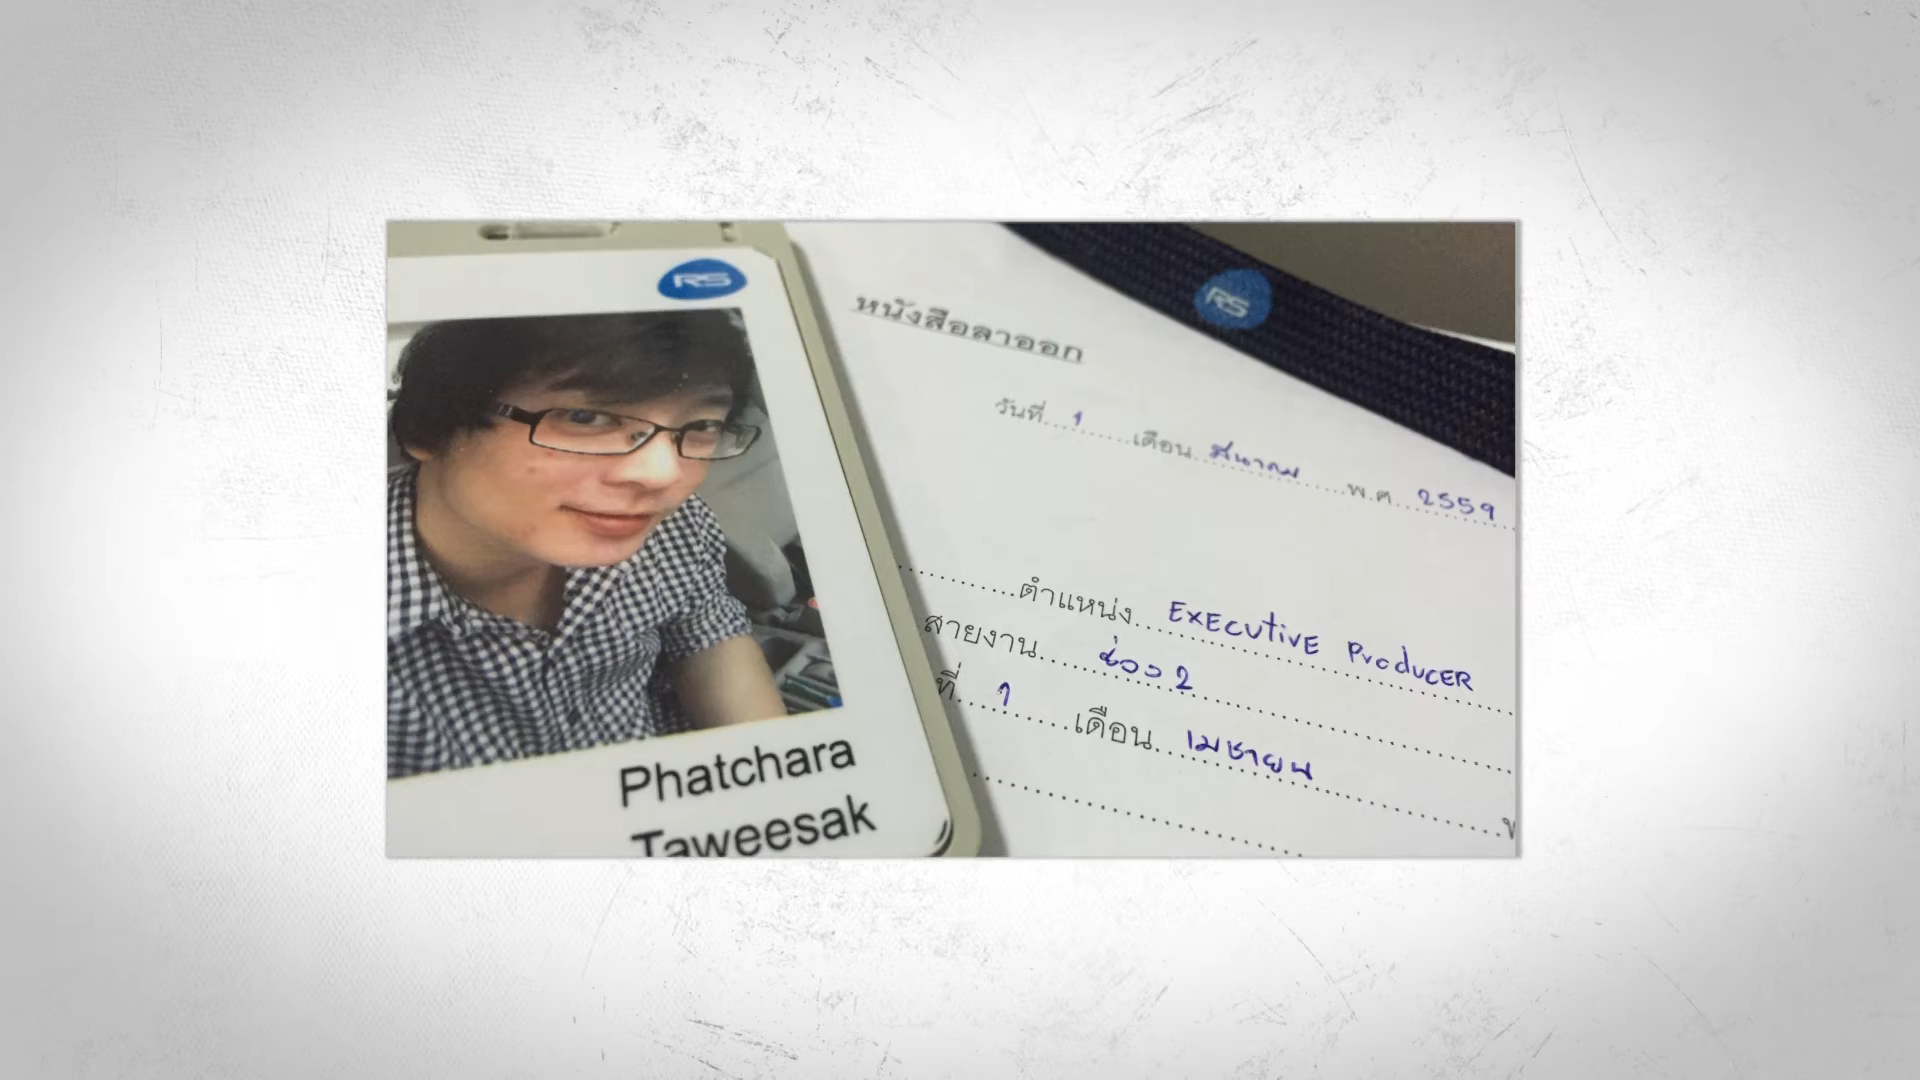 RS
Phatchara
Taweesak
RS
หนังสือลาออก
วันที่ 1 เดือน มีนาคม พ.ศ. 2559
ตำแหน่ง Executive Producer
สายงาน ช่อง 2
ที่ 1 เดือน เมษายน